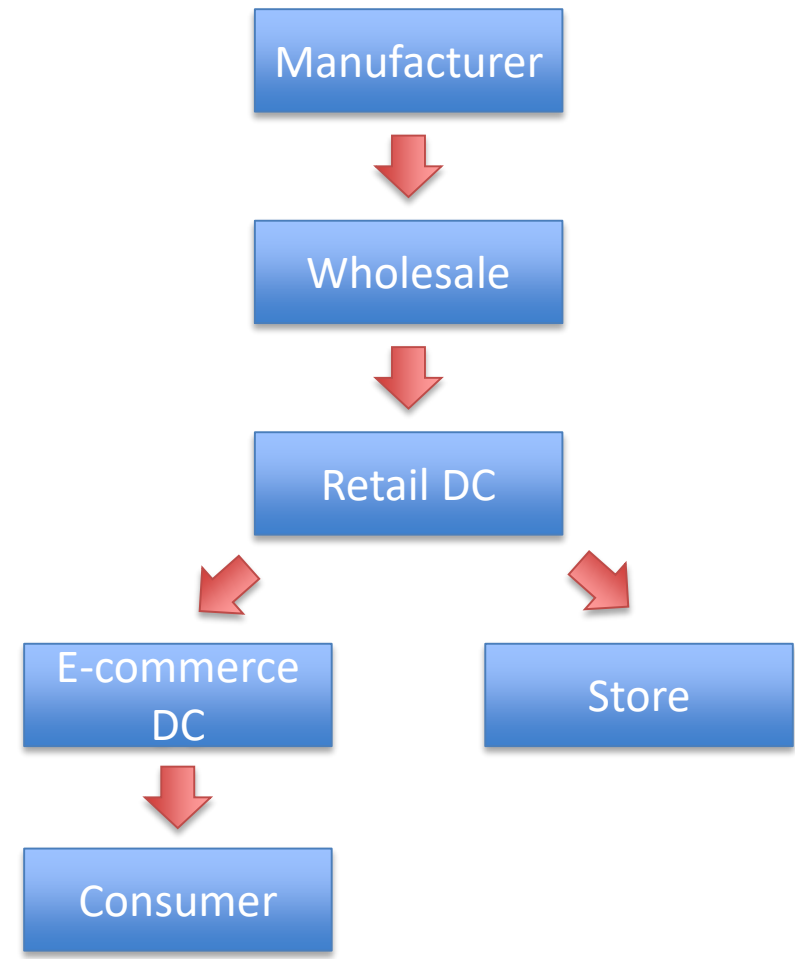 Manufacturer
Wholesale
Retail DC
E-commerce
DC
Store
Consumer